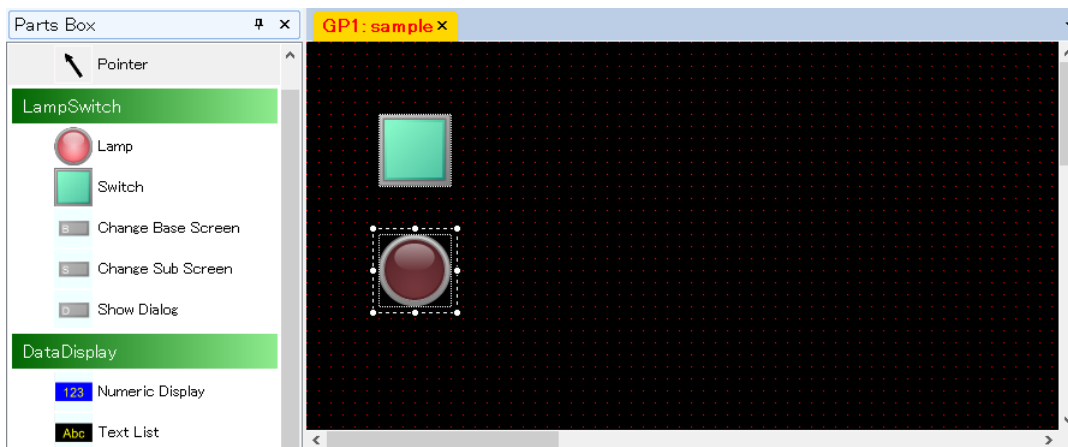 Parts Box
GP1: sample
Pointer
LampSwitch
Lamp
Switch
B Change Base Screen
S Change Sub Screen
D Show Dialog
DataDisplay
123 Numeric Display
Abc Text List